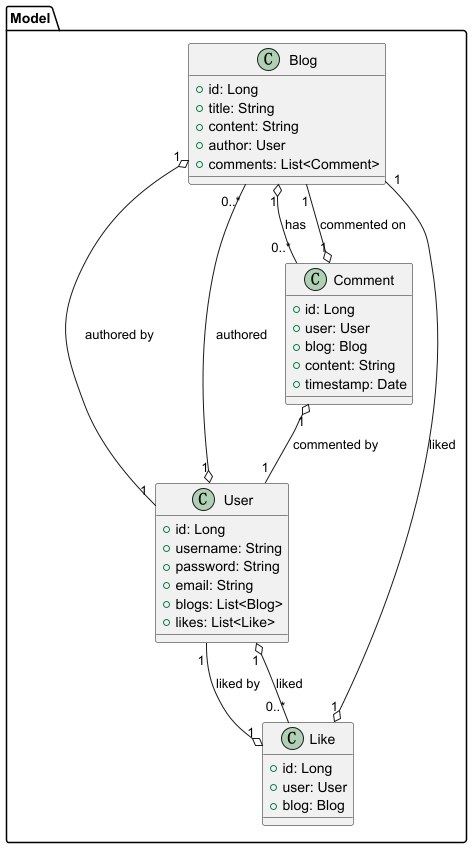 Model
C Blog
id: Long
title: String
content: String
author: User
comments: List<Comment>
1
0..*
1
1
1
has
commented on
0..*
1
C Comment
id: Long
user: User
blog: Blog
content: String
timestamp: Date
authored by
authored
1
commented by
liked
1
1
1
C User
id: Long
username: String
password: String
email: String
blogs: List<Blog>
likes: List<Like>
1
1
liked by
liked
0..*
1
1
C Like
id: Long
user: User
blog: Blog